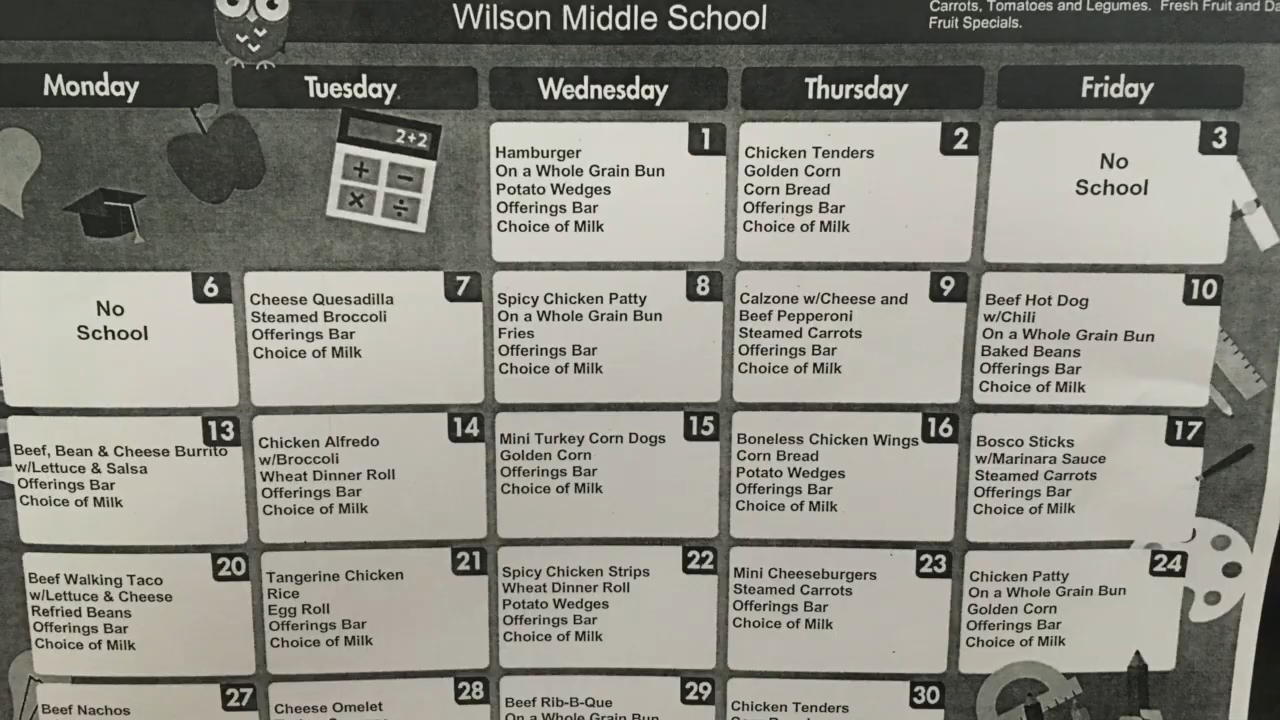 Wilson Middle School
Carrots, Tomatoes and Legumes. Fresh Fruit and
Fruit Specials.
Monday
Tuesday
Wednesday
Thursday
Friday
2+2
+ −
× ÷
1
Hamburger
On a Whole Grain Bun
Potato Wedges
Offerings Bar
Choice of Milk
2
Chicken Tenders
Golden Corn
Corn Bread
Offerings Bar
Choice of Milk
3
No
School
6
No
School
7
Cheese Quesadilla
Steamed Broccoli
Offerings Bar
Choice of Milk
8
Spicy Chicken Patty
On a Whole Grain Bun
Fries
Offerings Bar
Choice of Milk
9
Calzone w/Cheese and
Beef Pepperoni
Steamed Carrots
Offerings Bar
Choice of Milk
10
Beef Hot Dog
w/Chili
On a Whole Grain Bun
Baked Beans
Offerings Bar
Choice of Milk
13
Beef, Bean & Cheese Burrito
w/Lettuce & Salsa
Offerings Bar
Choice of Milk
14
Chicken Alfredo
w/Broccoli
Wheat Dinner Roll
Offerings Bar
Choice of Milk
15
Mini Turkey Corn Dogs
Golden Corn
Offerings Bar
Choice of Milk
16
Boneless Chicken Wings
Corn Bread
Potato Wedges
Offerings Bar
Choice of Milk
17
Bosco Sticks
w/Marinara Sauce
Steamed Carrots
Offerings Bar
Choice of Milk
20
Beef Walking Taco
w/Lettuce & Cheese
Refried Beans
Offerings Bar
Choice of Milk
21
Tangerine Chicken
Rice
Egg Roll
Offerings Bar
Choice of Milk
22
Spicy Chicken Strips
Wheat Dinner Roll
Potato Wedges
Offerings Bar
Choice of Milk
23
Mini Cheeseburgers
Steamed Carrots
Offerings Bar
Choice of Milk
24
Chicken Patty
On a Whole Grain Bun
Golden Corn
Offerings Bar
Choice of Milk
27
Beef Nachos
28
Cheese Omelet
29
Beef Rib-B-Que
On a Whole Grain Bun
30
Chicken Tenders